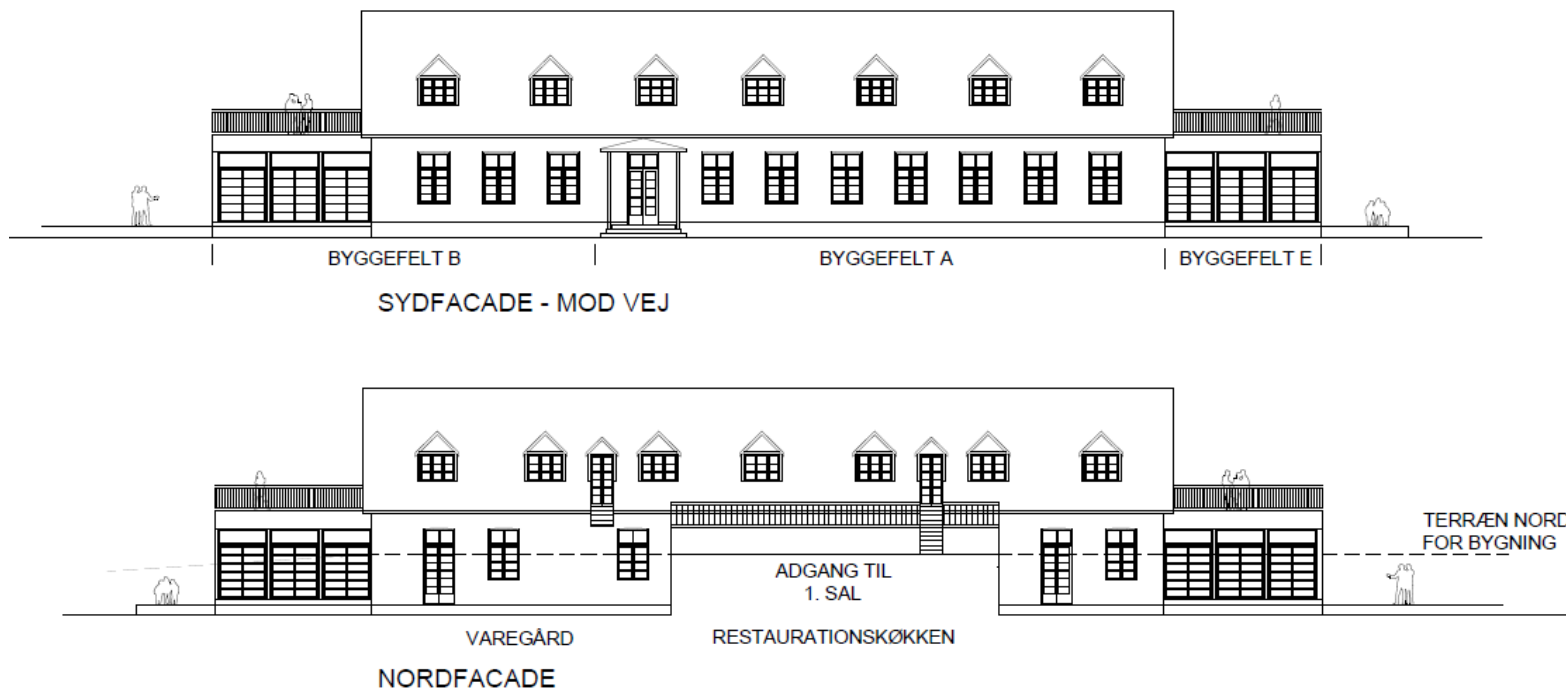 BYGGEFELT B
BYGGEFELT A
BYGGEFELT E
SYDFACADE - MOD VEJ
TERRÆN NORD
FOR BYGNING
ADGANG TIL
1. SAL
VAREGÅRD
RESTAURATIONSKØKKEN
NORDFACADE